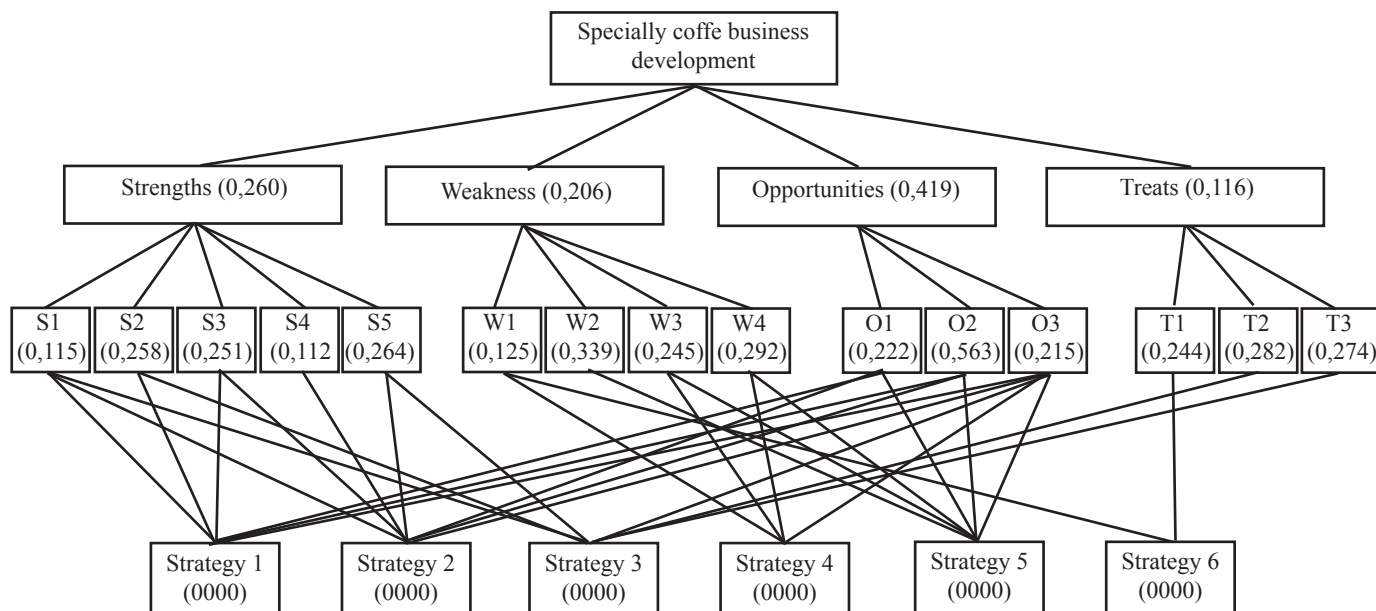 Specially coffe business
development
Strengths (0,260)
Weakness (0,206)
Opportunities (0,419)
Treats (0,116)
S1
(0,115)
S2
(0,258)
S3
(0,251)
S4
(0,112
S5
(0,264)
W1
(0,125)
W2
(0,339)
W3
(0,245)
W4
(0,292)
O1
(0,222)
O2
(0,563)
O3
(0,215)
T1
(0,244)
T2
(0,282)
T3
(0,274)
Strategy 1
(0000)
Strategy 2
(0000)
Strategy 3
(0000)
Strategy 4
(0000)
Strategy 5
(0000)
Strategy 6
(0000)